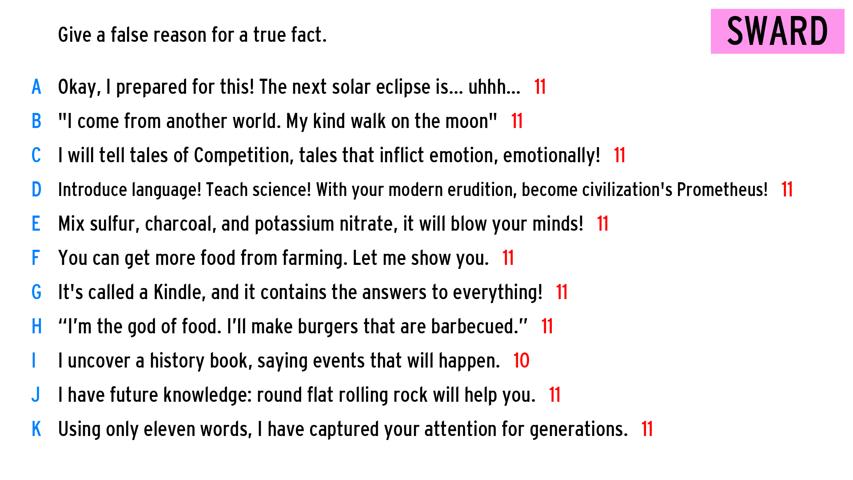 Give a false reason for a true fact.
SWARD
A Okay, I prepared for this! The next solar eclipse is... uhhh... 11
B "I come from another world. My kind walk on the moon" 11
C I will tell tales of Competition, tales that inflict emotion, emotionally! 11
D Introduce language! Teach science! With your modern erudition, become civilization's Prometheus! 11
E Mix sulfur, charcoal, and potassium nitrate, it will blow your minds! 11
F You can get more food from farming. Let me show you. 11
G It's called a Kindle, and it contains the answers to everything! 11
H “I’m the god of food. I’ll make burgers that are barbecued.” 11
I I uncover a history book, saying events that will happen. 10
J I have future knowledge: round flat rolling rock will help you. 11
K Using only eleven words, I have captured your attention for generations. 11